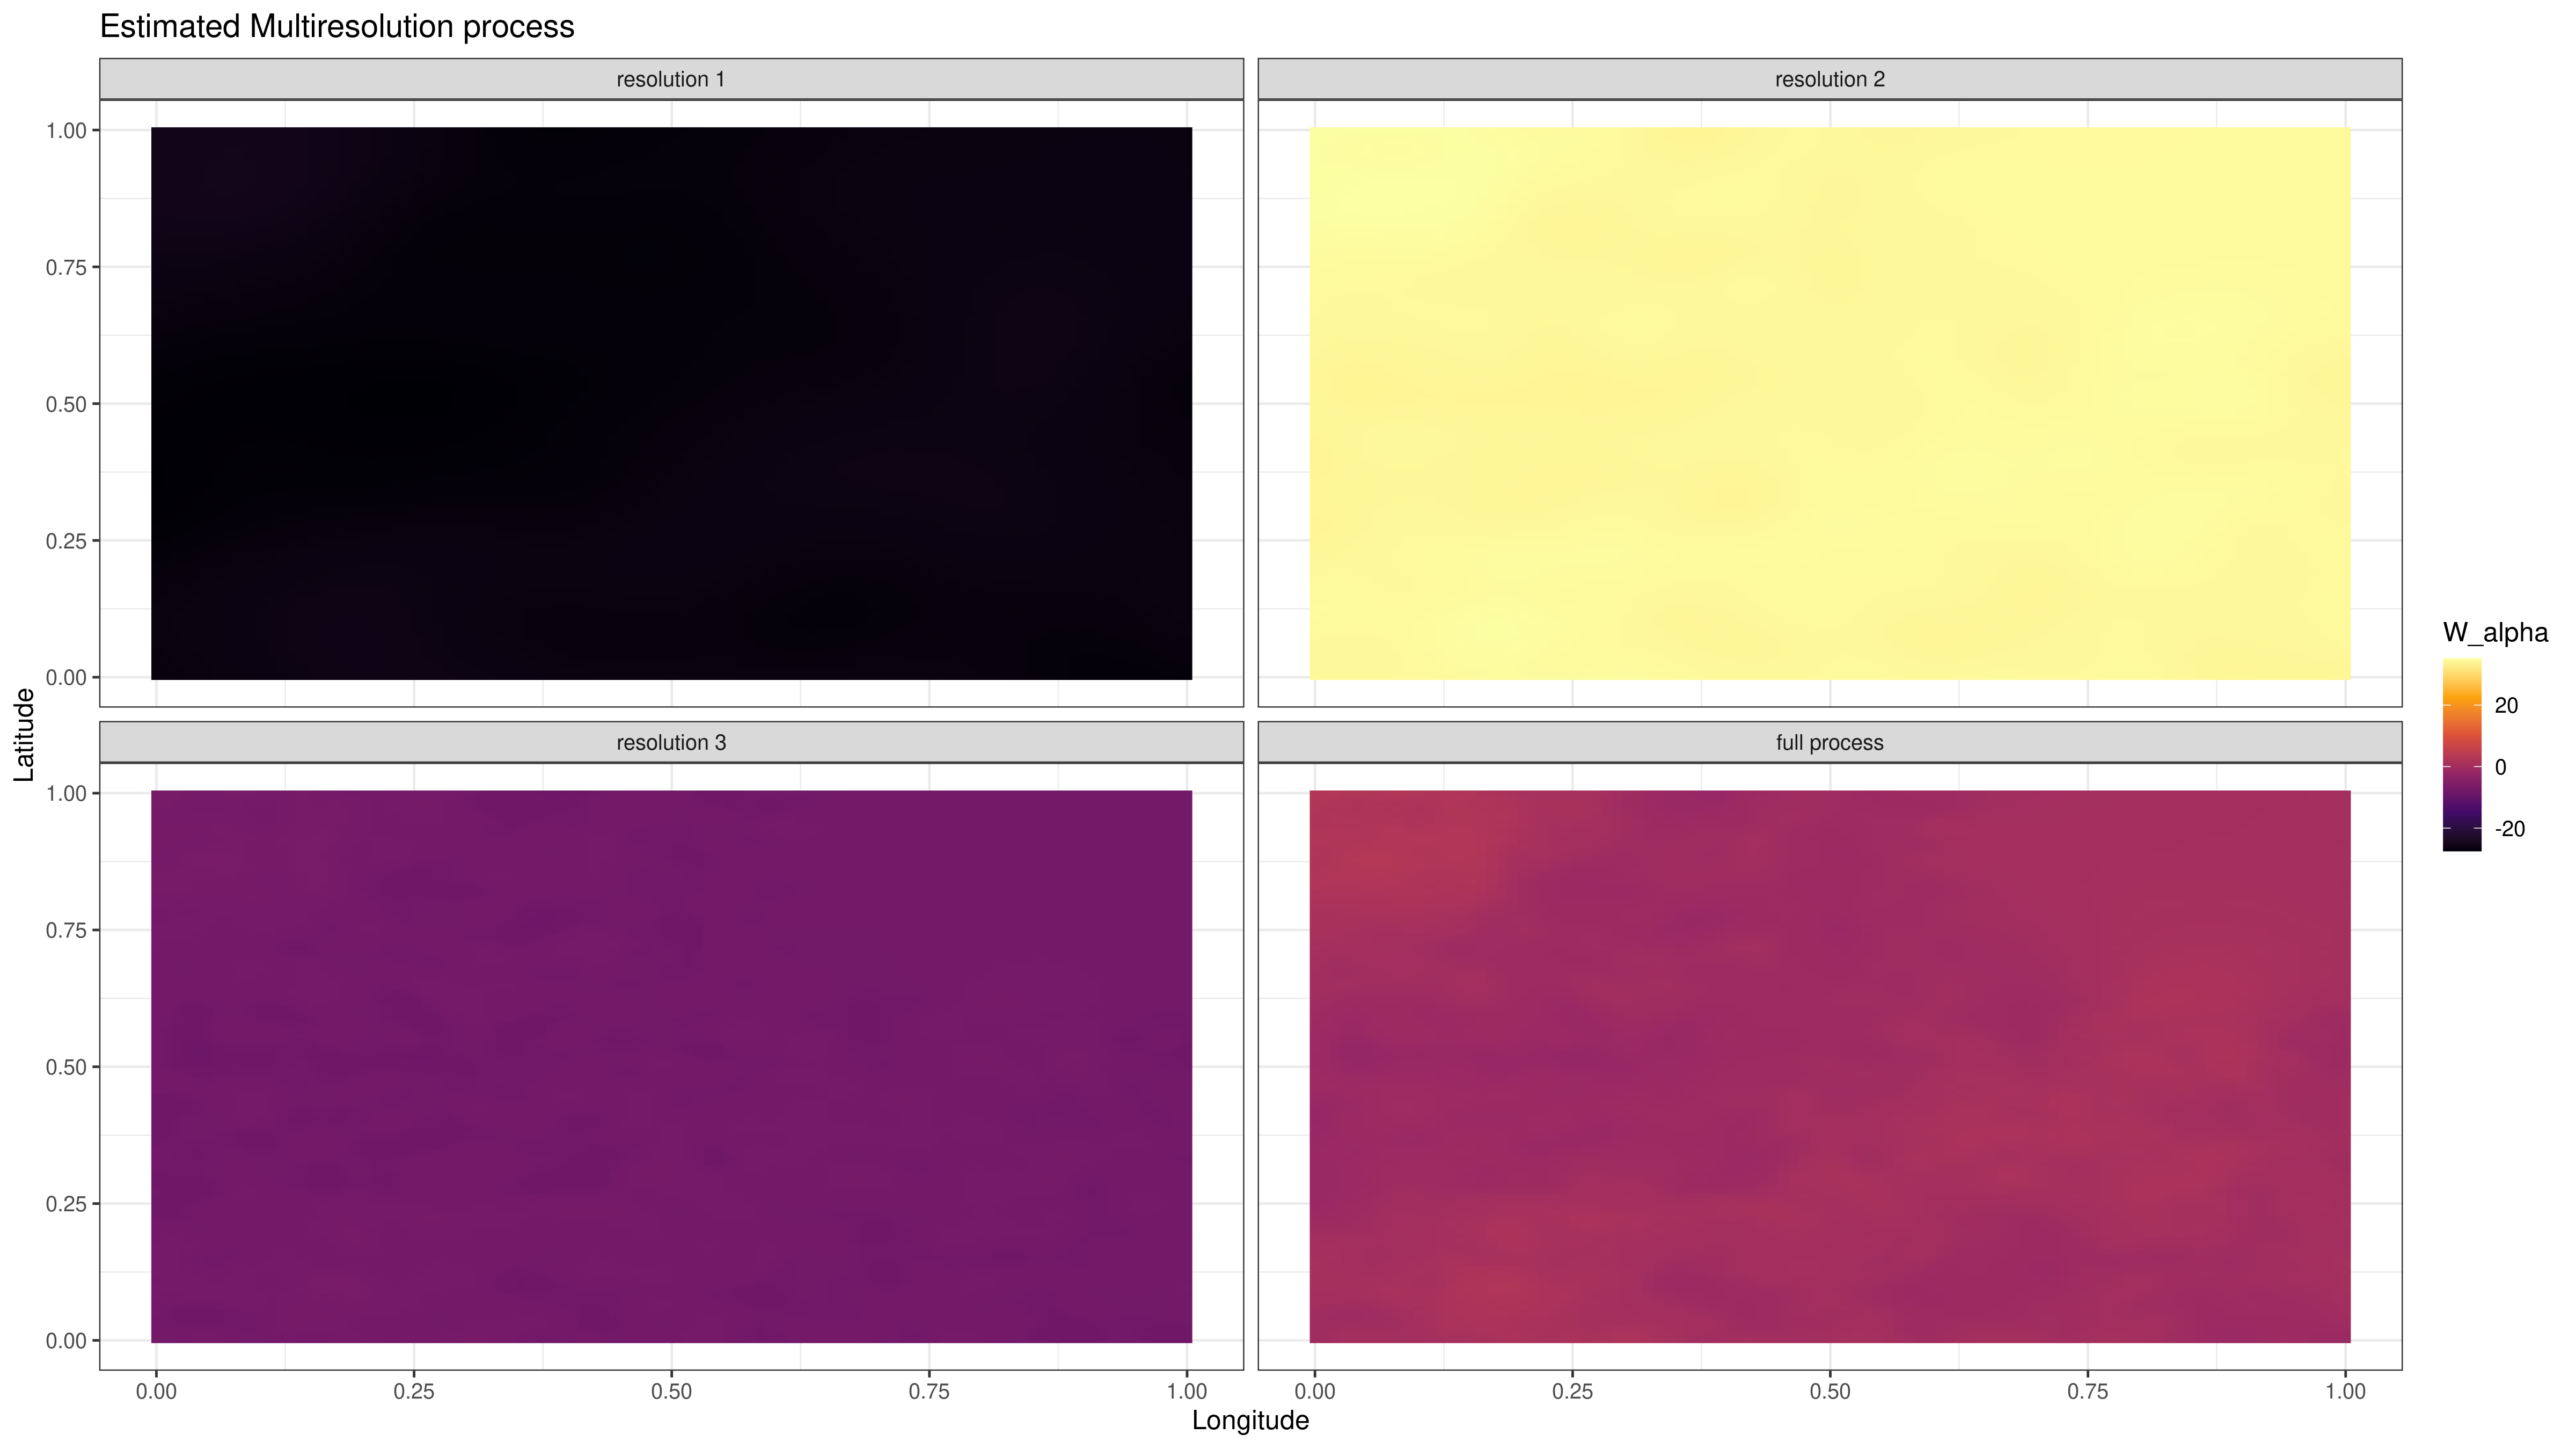 Estimated Multiresolution process
resolution 1
resolution 2
1.00
0.75
0.50
0.25
0.00
resolution 3
full process
1.00
0.75
0.50
0.25
0.00
0.00 0.25 0.50 0.75 1.00
0.00 0.25 0.50 0.75 1.00
Longitude
Latitude
W_alpha
20
0
-20